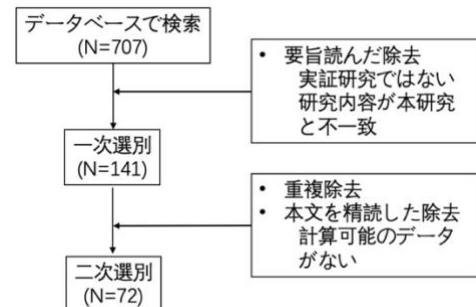 データベースで検索
(N=707)
• 要旨読んだ除去
実証研究ではない
研究内容が本研究
と不一致
一次選別
(N=141)
• 重複除去
• 本文を精読した除去
計算可能のデータ
がない
二次選別
(N=72)